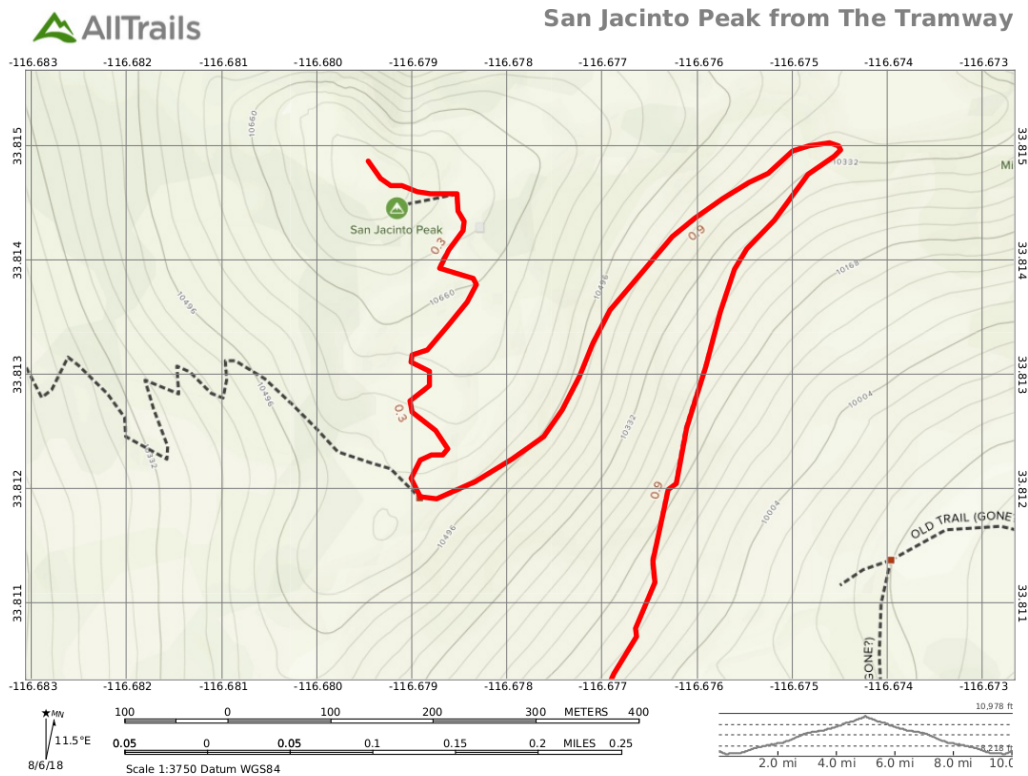 AllTrails
San Jacinto Peak from The Tramway
-116.683 -116.682 -116.681 -116.680 -116.679 -116.678 -116.677 -116.676 -116.675 -116.674 -116.673
10660
33.815
33.815
10332
Mi
San Jacinto Peak
0.3
0.9
33.814
33.814
10168
10496
10660
10496
33.813
33.813
10496
10004
0.3
10332
10332
33.812
33.812
0.9
10004
10496
OLD TRAIL (GONE
33.811
33.811
GONE?)
-116.683 -116.682 -116.681 -116.680 -116.679 -116.678 -116.677 -116.676 -116.675 -116.674 -116.673
MN
11.5°E
8/6/18
100 0 100 200 300 METERS 400
0.05 0 0.05 0.1 0.15 0.2 MILES 0.25
Scale 1:3750 Datum WGS84
10,978 ft
8,218 ft
2.0 mi 4.0 mi 6.0 mi 8.0 mi 10.0